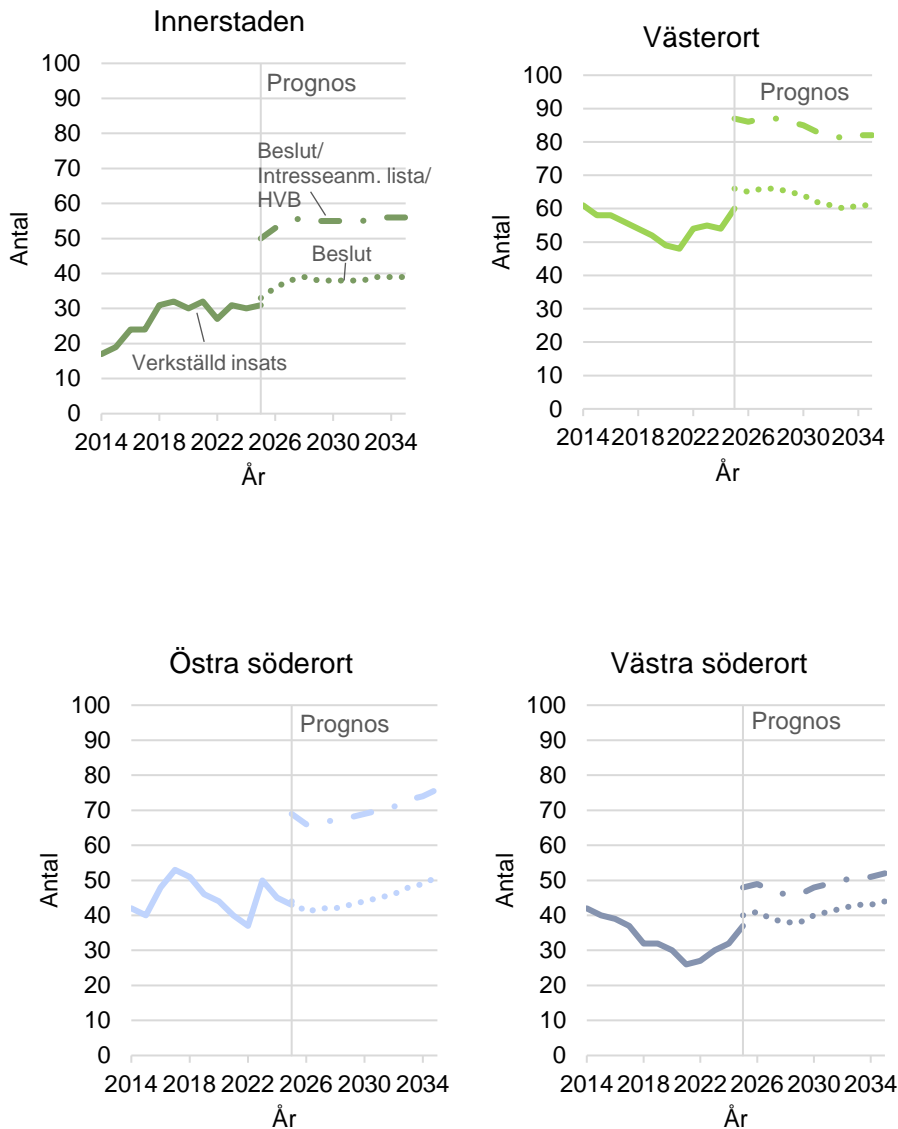 Innerstaden
100
90
80
70
60
50
40
30
20
10
0
Antal
Prognos
Beslut/
Intresseanm. lista/
HVB
Beslut
Verkställd insats
2014 2018 2022 2026 2030 2034
År
Västerort
100
90
80
70
60
50
40
30
20
10
0
Antal
Prognos
2014 2018 2022 2026 2030 2034
År
Östra söderort
100
90
80
70
60
50
40
30
20
10
0
Antal
Prognos
2014 2018 2022 2026 2030 2034
År
Västra söderort
100
90
80
70
60
50
40
30
20
10
0
Antal
Prognos
2014 2018 2022 2026 2030 2034
År